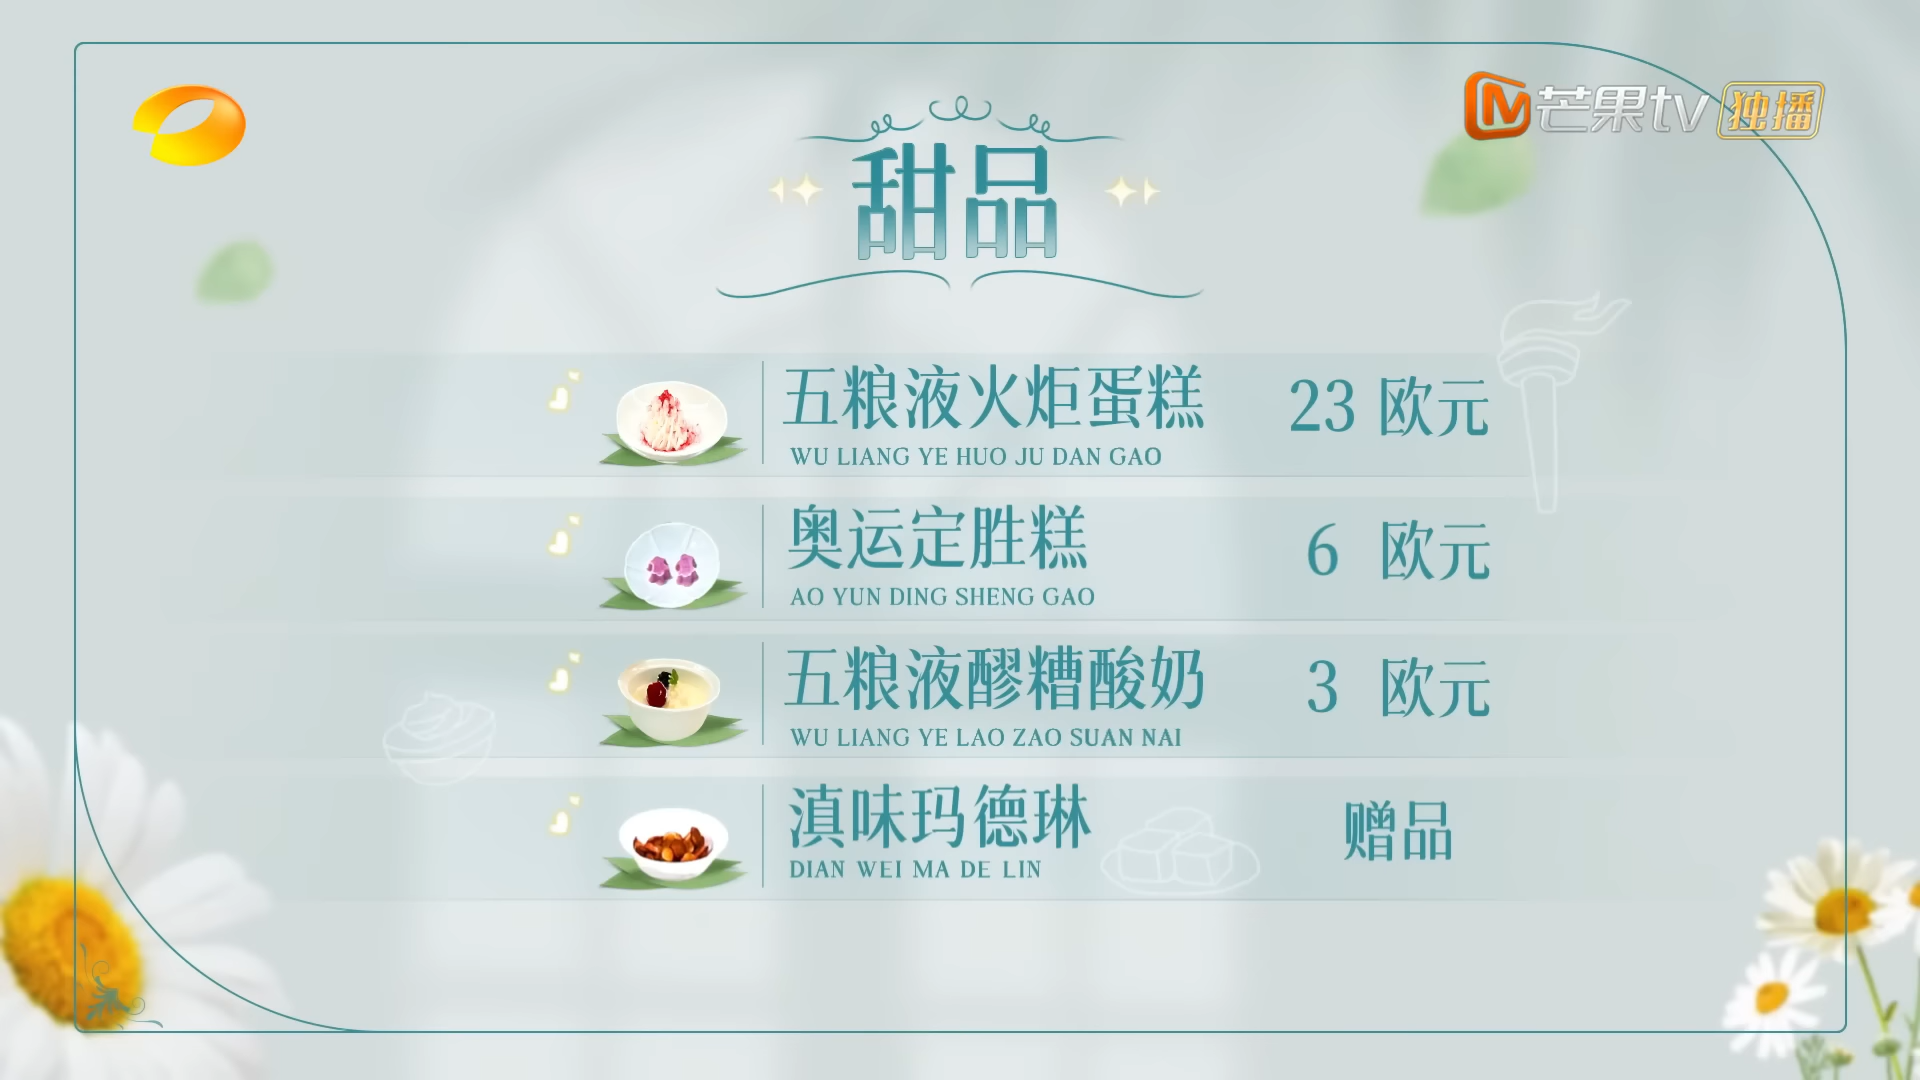 芒果tv 独播
甜品
五粮液火炬蛋糕 23 欧元
WU LIANG YE HUO JU DAN GAO
奥运定胜糕 6 欧元
AO YUN DING SHENG GAO
五粮液醪糟酸奶 3 欧元
WU LIANG YE LAO ZAO SUAN NAI
滇味玛德琳 赠品
DIAN WEI MA DE LIN